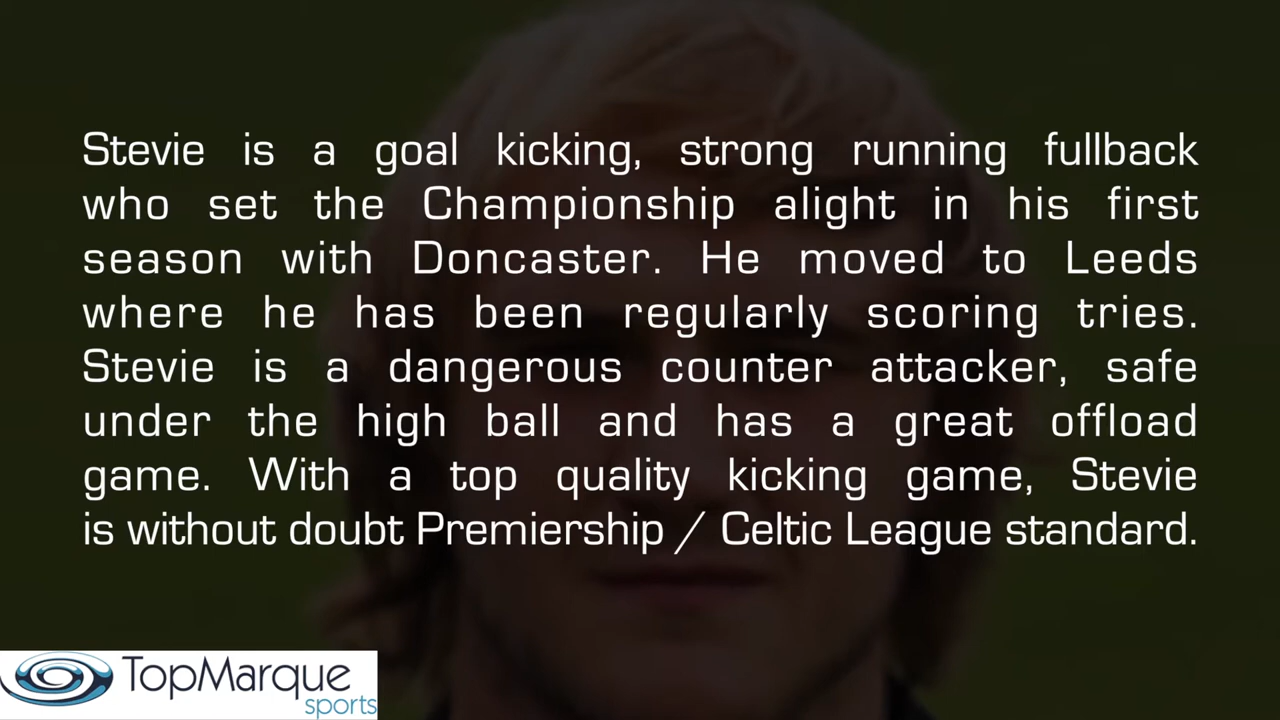 Stevie is a goal kicking, strong running fullback
who set the Championship alight in his first
season with Doncaster. He moved to Leeds
where he has been regularly scoring tries.
Stevie is a dangerous counter attacker, safe
under the high ball and has a great offload
game. With a top quality kicking game, Stevie
is without doubt Premiership / Celtic League standard.
TopMarque
sports